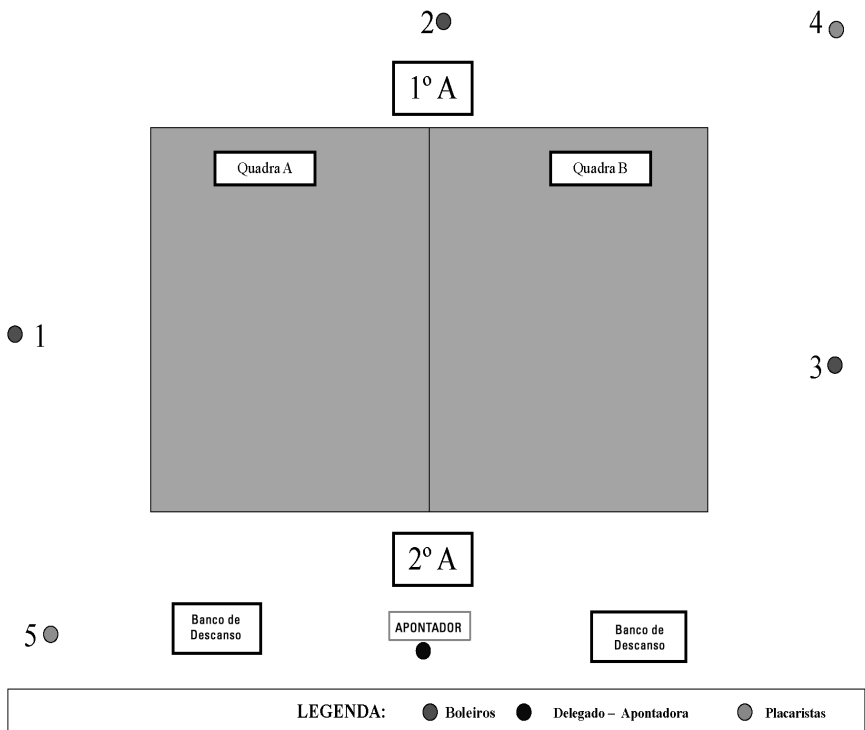 2
4
1º A
Quadra A
Quadra B
1
3
2º A
Banco de
Descanso
APONTADOR
Banco de
Descanso
5
LEGENDA: Boleiros Delegado – Apontadora Placaristas